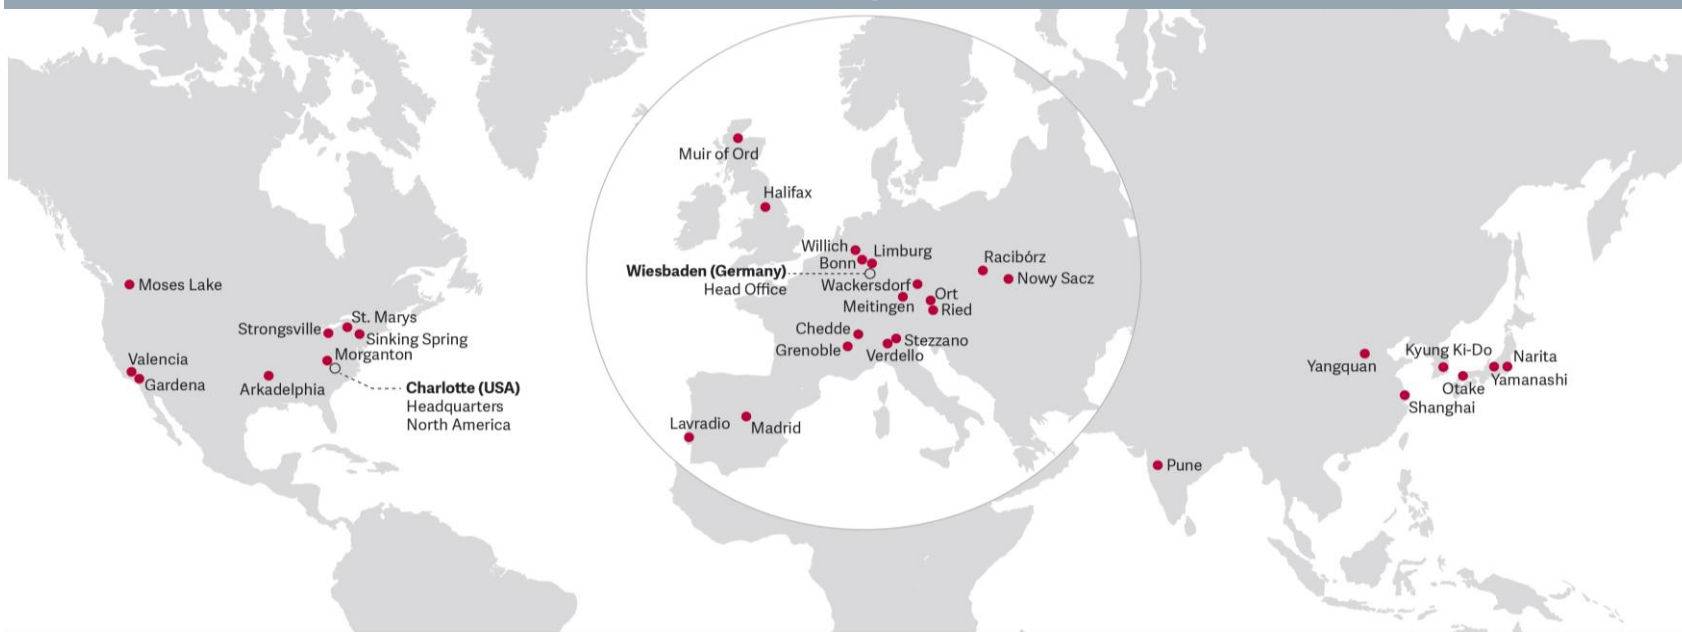 Moses Lake
Strongsville
St. Marys
Sinking Spring
Morganton
Valencia
Gardena
Arkadelphia
Charlotte (USA)
Headquarters
North America
Muir of Ord
Halifax
Willich
Limburg
Bonn
Wiesbaden (Germany)
Head Office
Wackersdorf
Meitingen
Ort
Ried
Racibórz
Nowy Sacz
Chedde
Grenoble
Stezzano
Verdello
Lavradio
Madrid
Yangquan
Kyung Ki-Do
Narita
Otake
Yamanashi
Shanghai
Pune